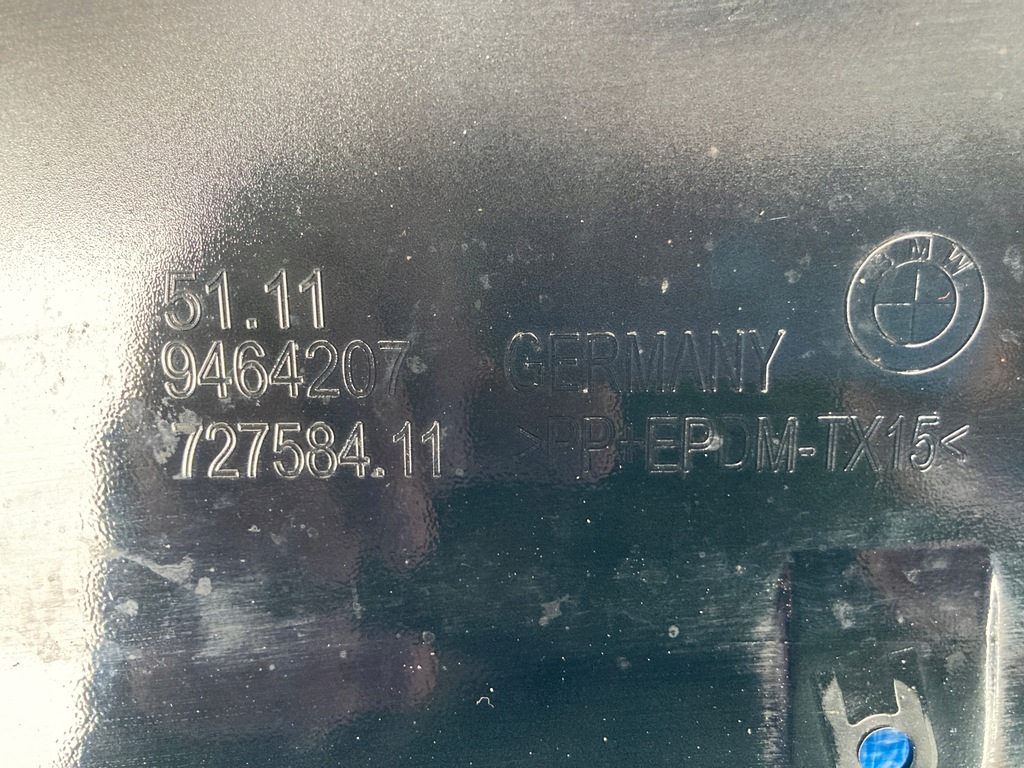 BMW
51.11
9464207
GERMANY
727584.11
>PP+EPDM-TX15<